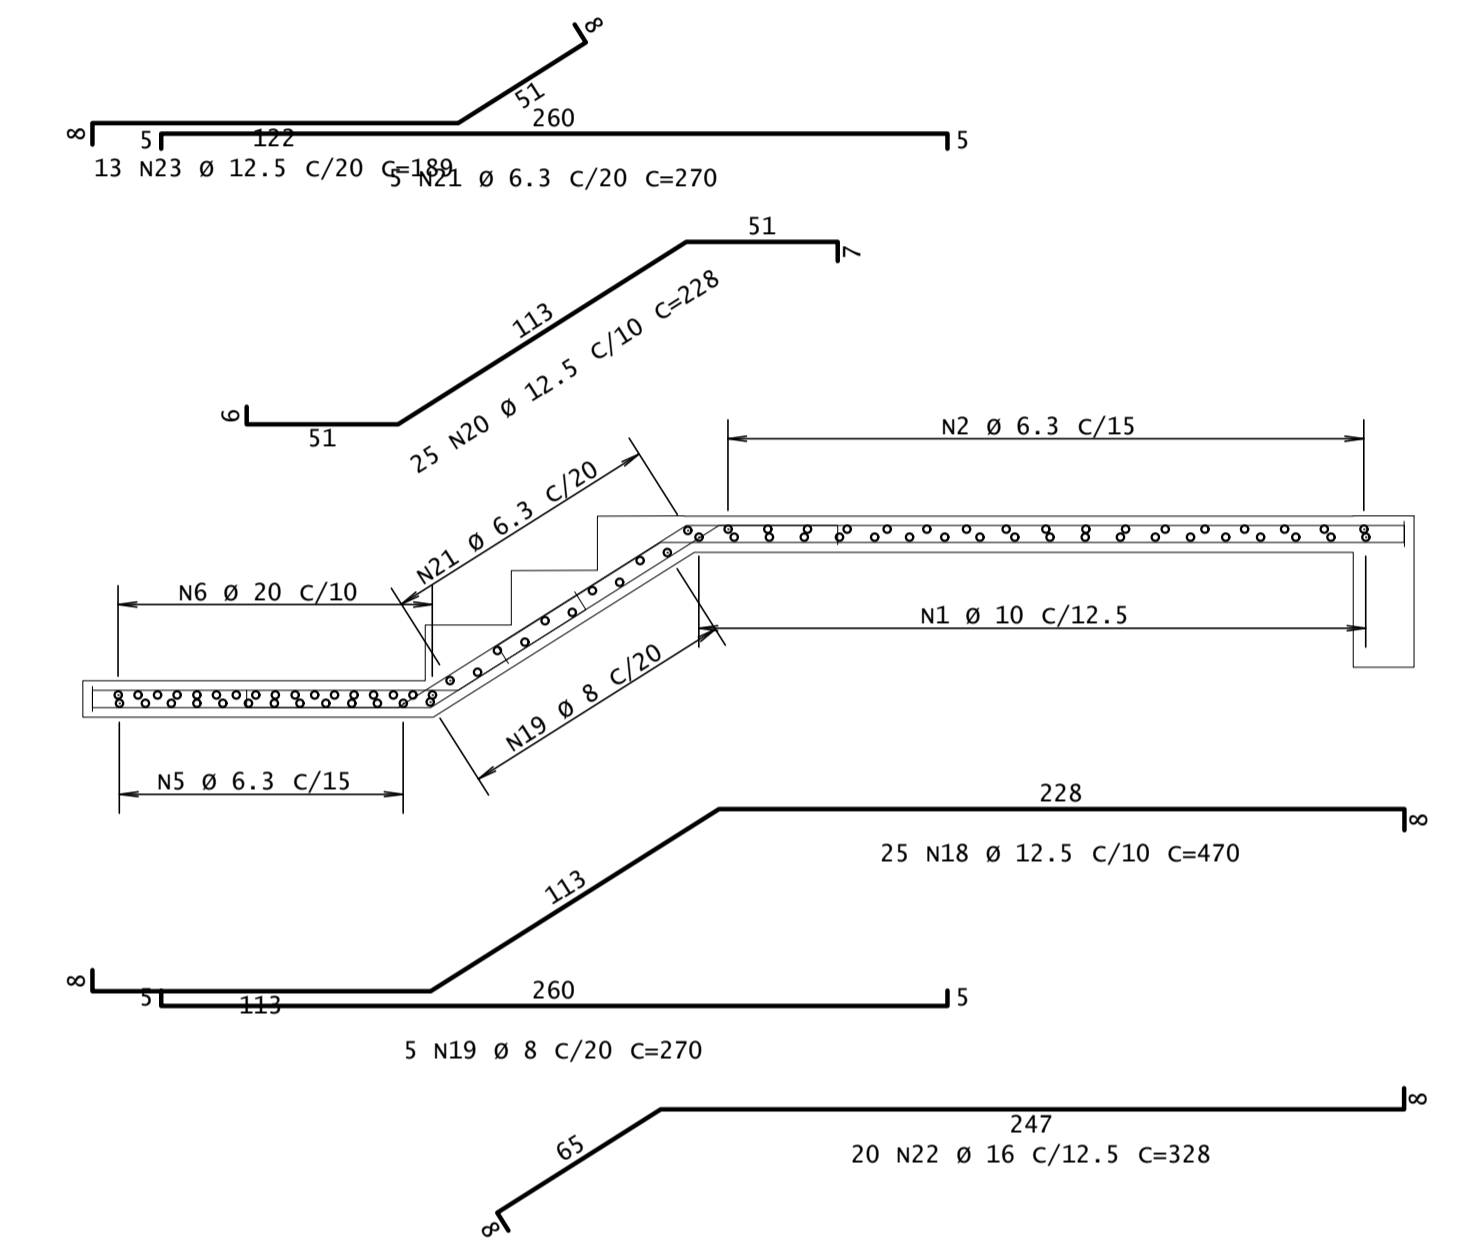 8
51
260
8
5
122
5
13 N23 Ø 12.5 C/20 C=189
5 N21 Ø 6.3 C/20 C=270
51
7
113
25 N20 Ø 12.5 C/10 C=228
6
51
N2 Ø 6.3 C/15
N21 Ø 6.3 C/20
N6 Ø 20 C/10
N1 Ø 10 C/12.5
N19 Ø 8 C/20
N5 Ø 6.3 C/15
228
8
25 N18 Ø 12.5 C/10 C=470
113
8
5
113
260
5
5 N19 Ø 8 C/20 C=270
8
247
65
20 N22 Ø 16 C/12.5 C=328
8